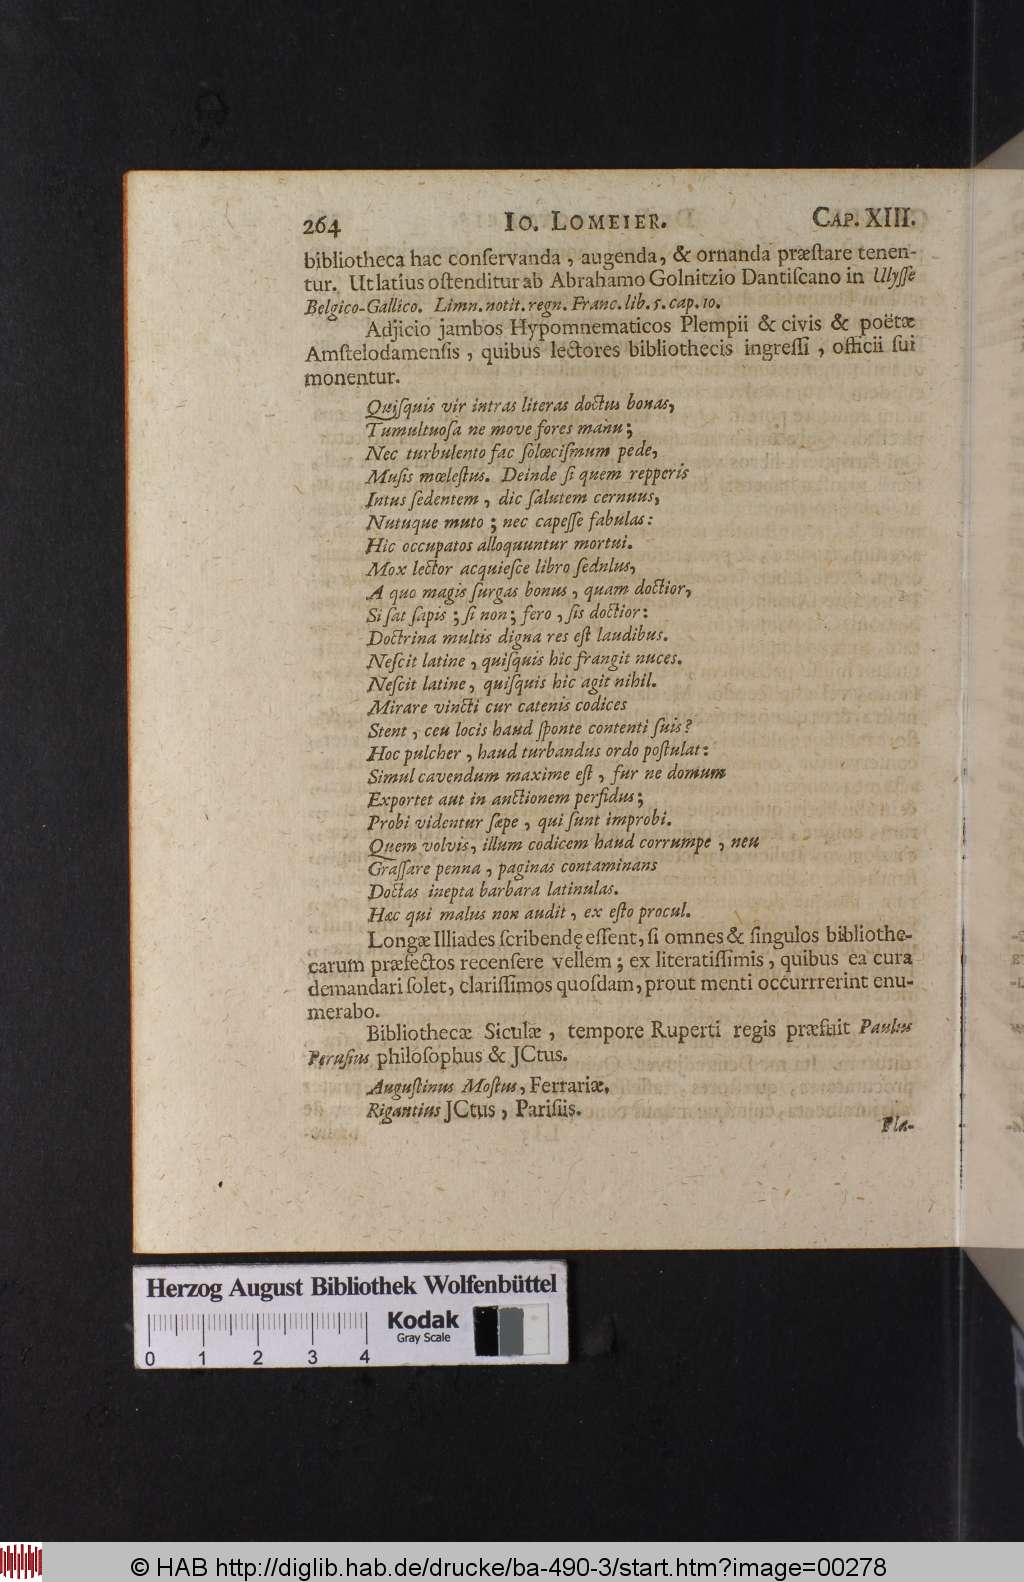 264 IO. LOMEIER. CAP. XIII.
bibliotheca hac conſervanda, augenda, & ornanda præſtare tenen-
tur. Ut latius oſtenditur ab Abrahamo Golnitzio Dantiſcano in Ulyſſe
Belgico-Gallico. Limn. notit. regn. Franc. lib. 5. cap. 10.
Adjicio jambos Hypomnematicos Plempii & civis & poëtæ
Amſtelodamenſis, quibus lectores bibliothecis ingreſſi, officii ſui
monentur.
Quiſquis vir intras literas doctus bonas,
Tumultuoſa ne move fores manu;
Nec turbulento fac ſolœciſmum pede,
Muſis mœleſtus. Deinde ſi quem repperis
Intus ſedentem, dic ſalutem cernuus,
Nutuque muto; nec capeſſe fabulas:
Hic occupatos alloquuntur mortui.
Mox lector acquieſce libro ſedulus,
A quo magis ſurgas bonus, quam doctior,
Si ſat ſapis; ſi non; fero, ſis doctior:
Doctrina multis digna res eſt laudibus.
Neſcit latine, quiſquis hic frangit nuces.
Neſcit latine, quiſquis hic agit nihil.
Mirare vincti cur catenis codices
Stent, ceu locis haud ſponte contenti ſuis?
Hoc pulcher, haud turbandus ordo poſtulat:
Simul cavendum maxime eſt, fur ne domum
Exportet aut in auctionem perfidus;
Probi videntur ſæpe, qui ſunt improbi.
Quem volvis, illum codicem haud corrumpe, neu
Graſſare penna, paginas contaminans
Doctas inepta barbara latinulas.
Hæc qui malus non audit, ex eſto procul.
Longæ Illiades ſcribendę eſſent, ſi omnes & ſingulos bibliothe-
carum præfectos recenſere vellem; ex literatiſſimis, quibus ea cura
demandari ſolet, clariſſimos quoſdam, prout menti occurrrerint enu-
merabo.
Bibliothecæ Siculæ, tempore Ruperti regis præfuit Paulus
Peruſius philoſophus & JCtus.
Auguſtinus Moſtus, Ferrariæ.
Rigantius JCtus, Pariſiis.
Pla-
Herzog August Bibliothek Wolfenbüttel
Kodak
Gray Scale
0 1 2 3 4
© HAB http://diglib.hab.de/drucke/ba-490-3/start.htm?image=00278